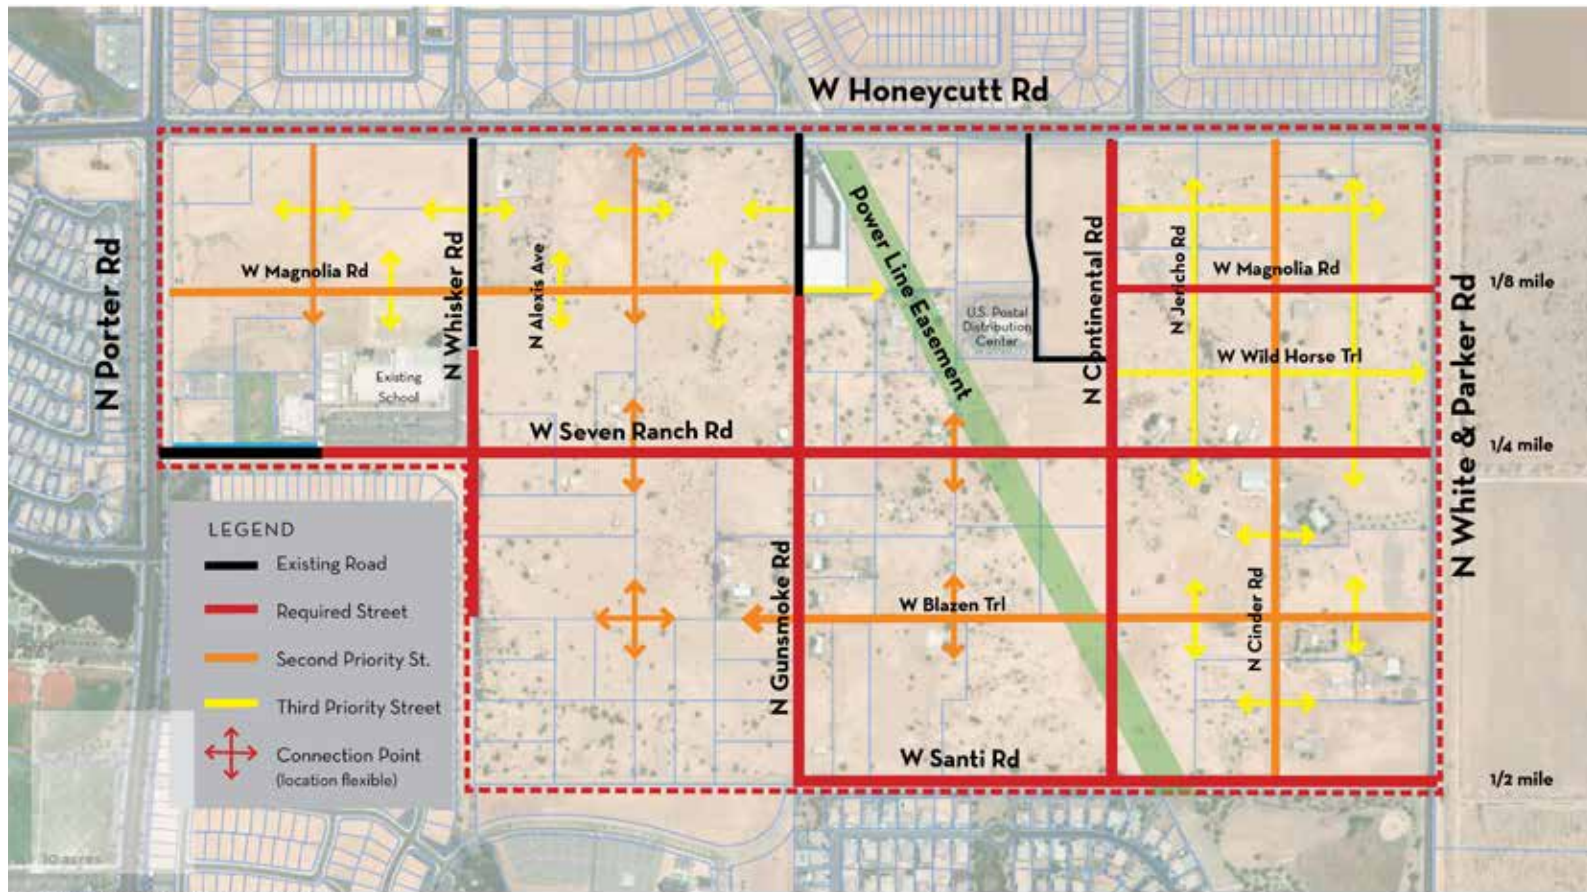 W Honeycutt Rd
N Porter Rd
W Magnolia Rd
N Whisker Rd
N Alexis Ave
Existing
School
W Seven Ranch Rd
Power Line Easement
U.S. Postal
Distribution
Center
N Continental Rd
N Jericho Rd
W Magnolia Rd
W Wild Horse Trl
N White & Parker Rd
1/8 mile
1/4 mile
1/2 mile
N Gunsmoke Rd
W Blazen Trl
N Cinder Rd
W Santi Rd
LEGEND
Existing Road
Required Street
Second Priority St.
Third Priority Street
Connection Point
(location flexible)
10 acres